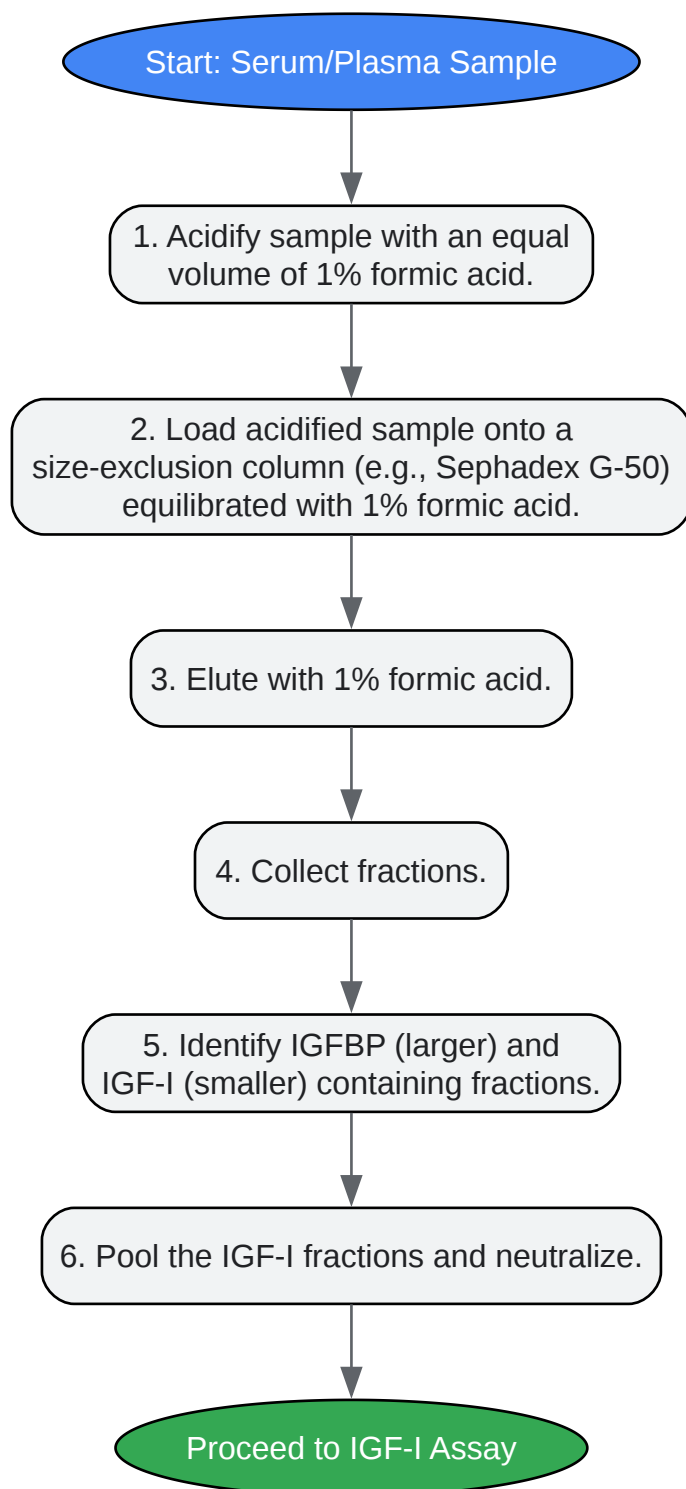 Start: Serum/Plasma Sample
1. Acidify sample with an equal
volume of 1% formic acid.
2. Load acidified sample onto a
size-exclusion column (e.g., Sephadex G-50)
equilibrated with 1% formic acid.
3. Elute with 1% formic acid.
4. Collect fractions.
5. Identify IGFBP (larger) and
IGF-I (smaller) containing fractions.
6. Pool the IGF-I fractions and neutralize.
Proceed to IGF-I Assay